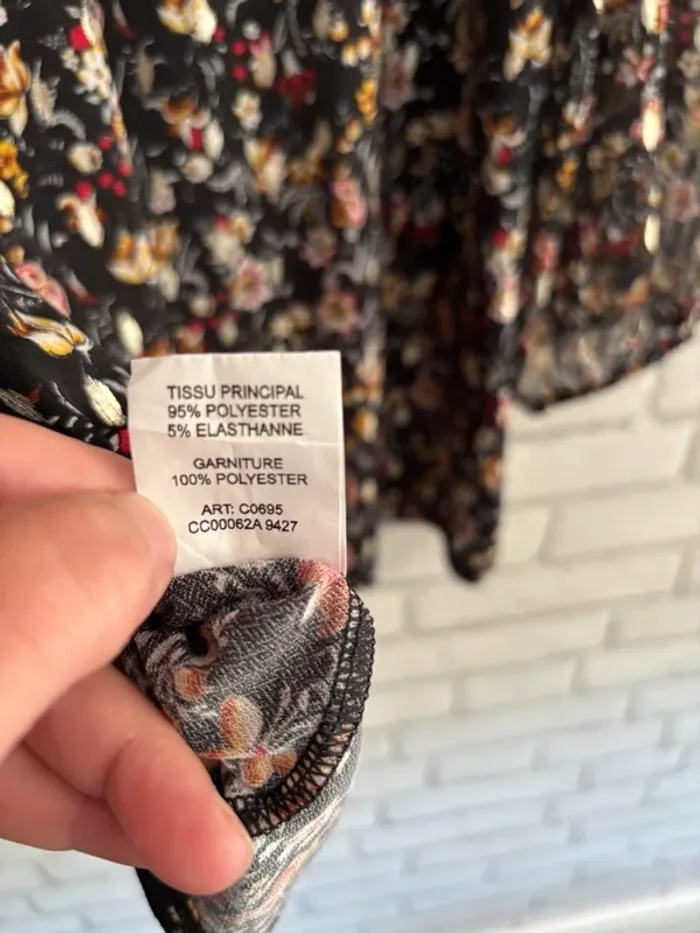 TISSU PRINCIPAL
95% POLYESTER
5% ELASTHANNE
GARNITURE
100% POLYESTER
ART: C0695
CC00062A 9427